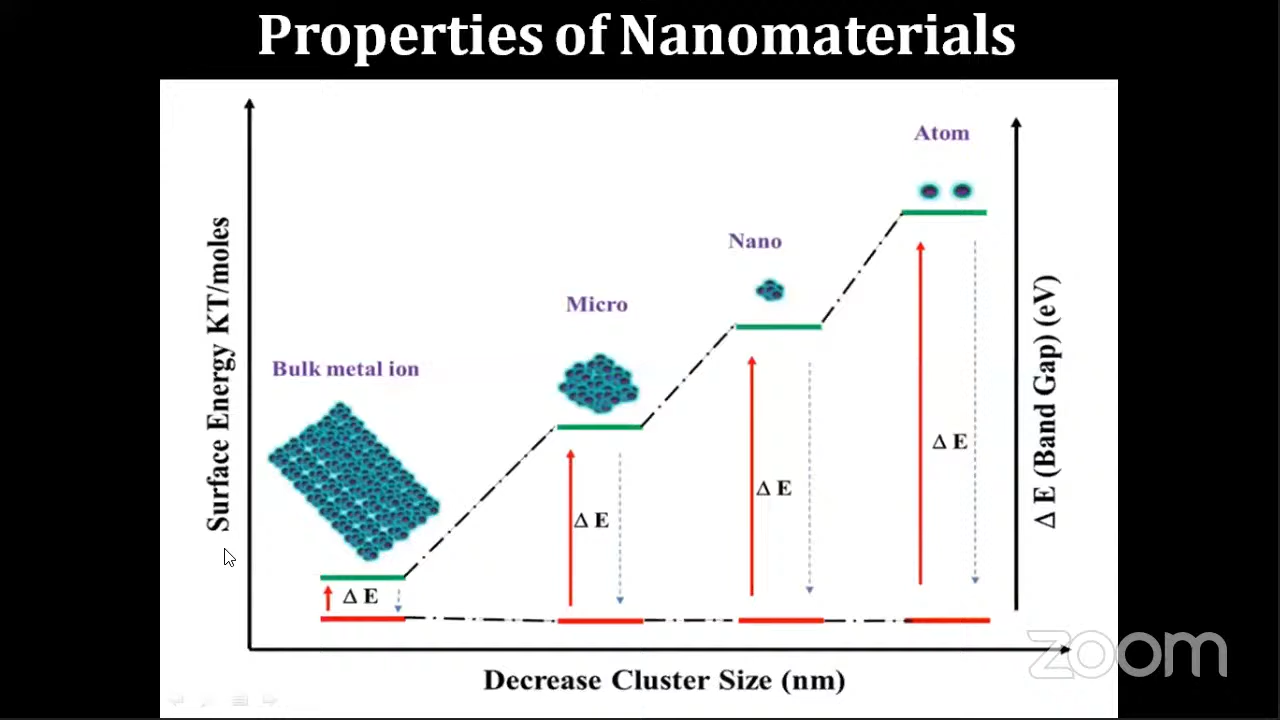 Properties of Nanomaterials
Atom
Nano
Micro
Bulk metal ion
Surface Energy KT/moles
Δ E (Band Gap) (eV)
Δ E
Δ E
Δ E
Δ E
zoom
Decrease Cluster Size (nm)